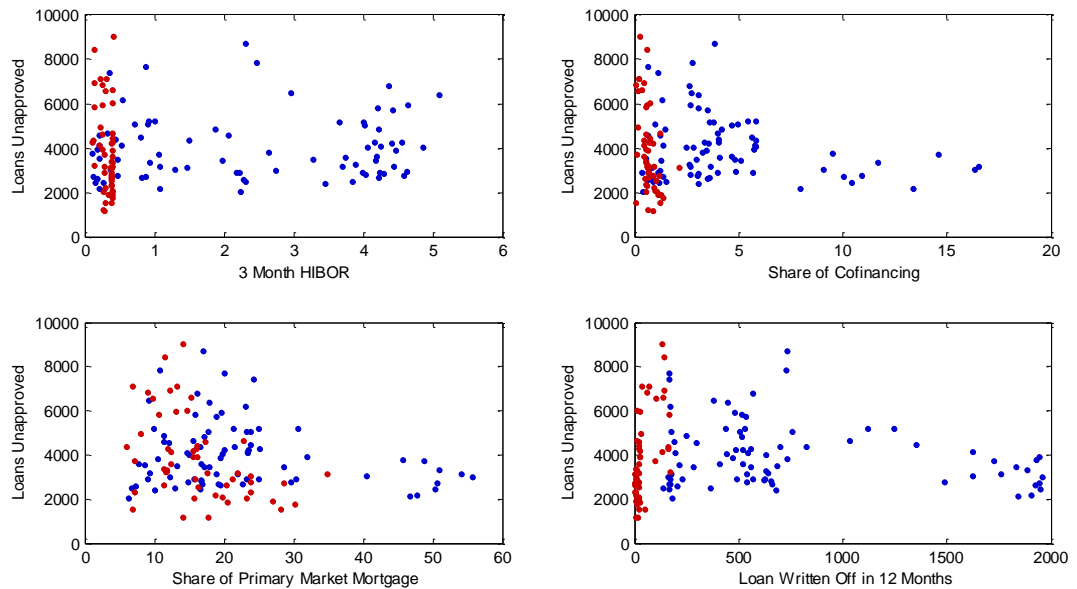 10000
8000
6000
4000
2000
0
Loans Unapproved
0 1 2 3 4 5 6
3 Month HIBOR
10000
8000
6000
4000
2000
0
Loans Unapproved
0 5 10 15 20
Share of Cofinancing
10000
8000
6000
4000
2000
0
Loans Unapproved
0 10 20 30 40 50 60
Share of Primary Market Mortgage
10000
8000
6000
4000
2000
0
Loans Unapproved
0 500 1000 1500 2000
Loan Written Off in 12 Months